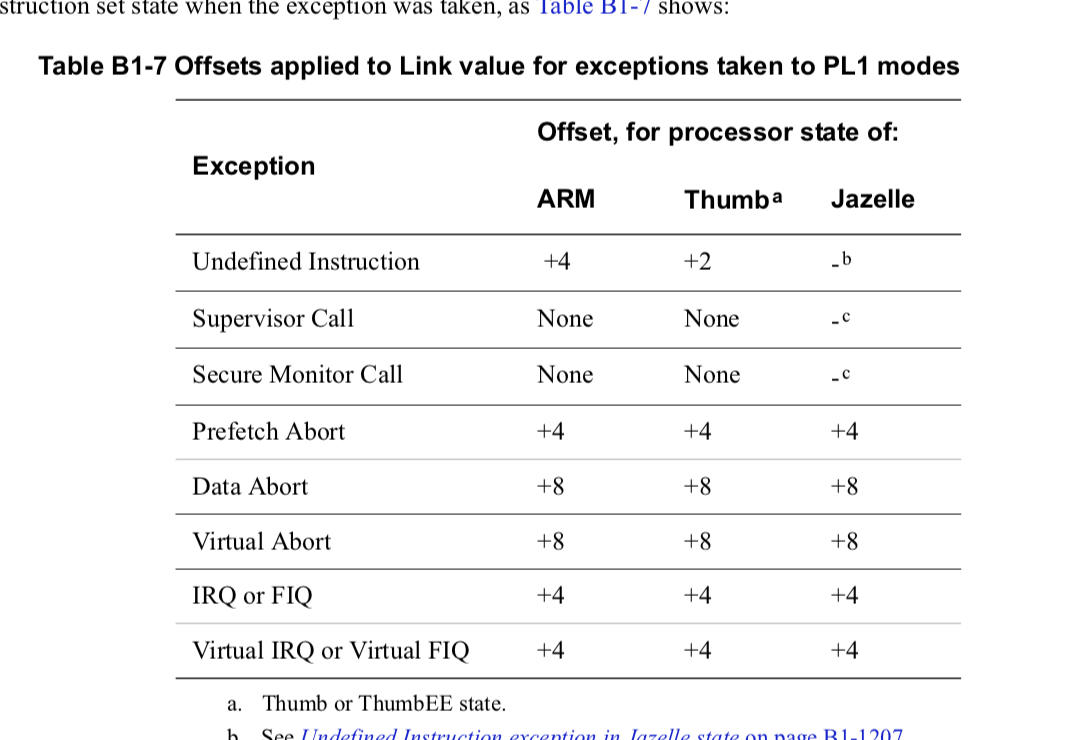 struction set state when the exception was taken, as Table B1-7 shows:
Table B1-7 Offsets applied to Link value for exceptions taken to PL1 modes
Offset, for processor state of:
Exception
ARM Thumb a Jazelle
Undefined Instruction +4 +2 -b
Supervisor Call None None -c
Secure Monitor Call None None -c
Prefetch Abort +4 +4 +4
Data Abort +8 +8 +8
Virtual Abort +8 +8 +8
IRQ or FIQ +4 +4 +4
Virtual IRQ or Virtual FIQ +4 +4 +4
a. Thumb or ThumbEE state.
b. See Undefined Instruction exception in Jazelle state on page B1-1207